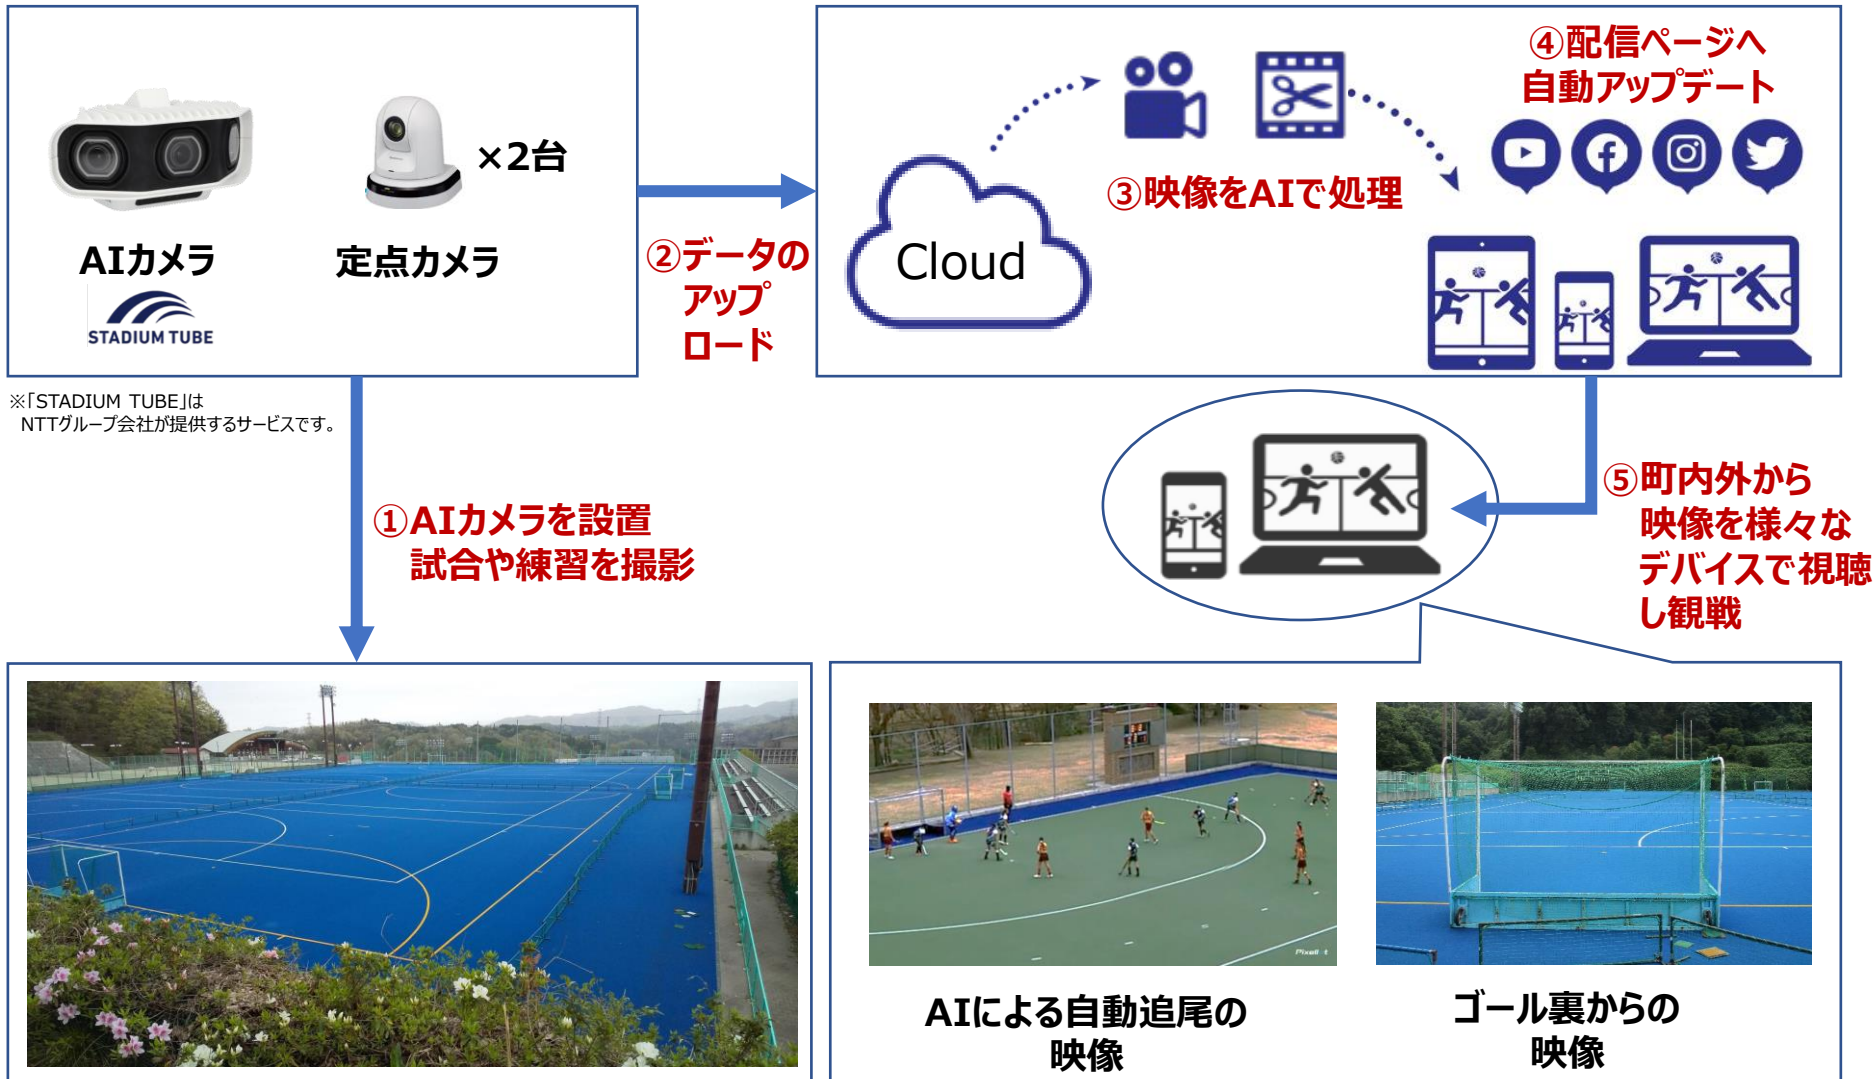 ×2台
AIカメラ
定点カメラ
STADIUM TUBE
※「STADIUM TUBE」は
NTTグループ会社が提供するサービスです。
②データの
アップ
ロード
Cloud
③映像をAIで処理
④配信ページへ
自動アップデート
①AIカメラを設置
試合や練習を撮影
⑤町内外から
映像を様々な
デバイスで視聴
し観戦
AIによる自動追尾の
映像
ゴール裏からの
映像